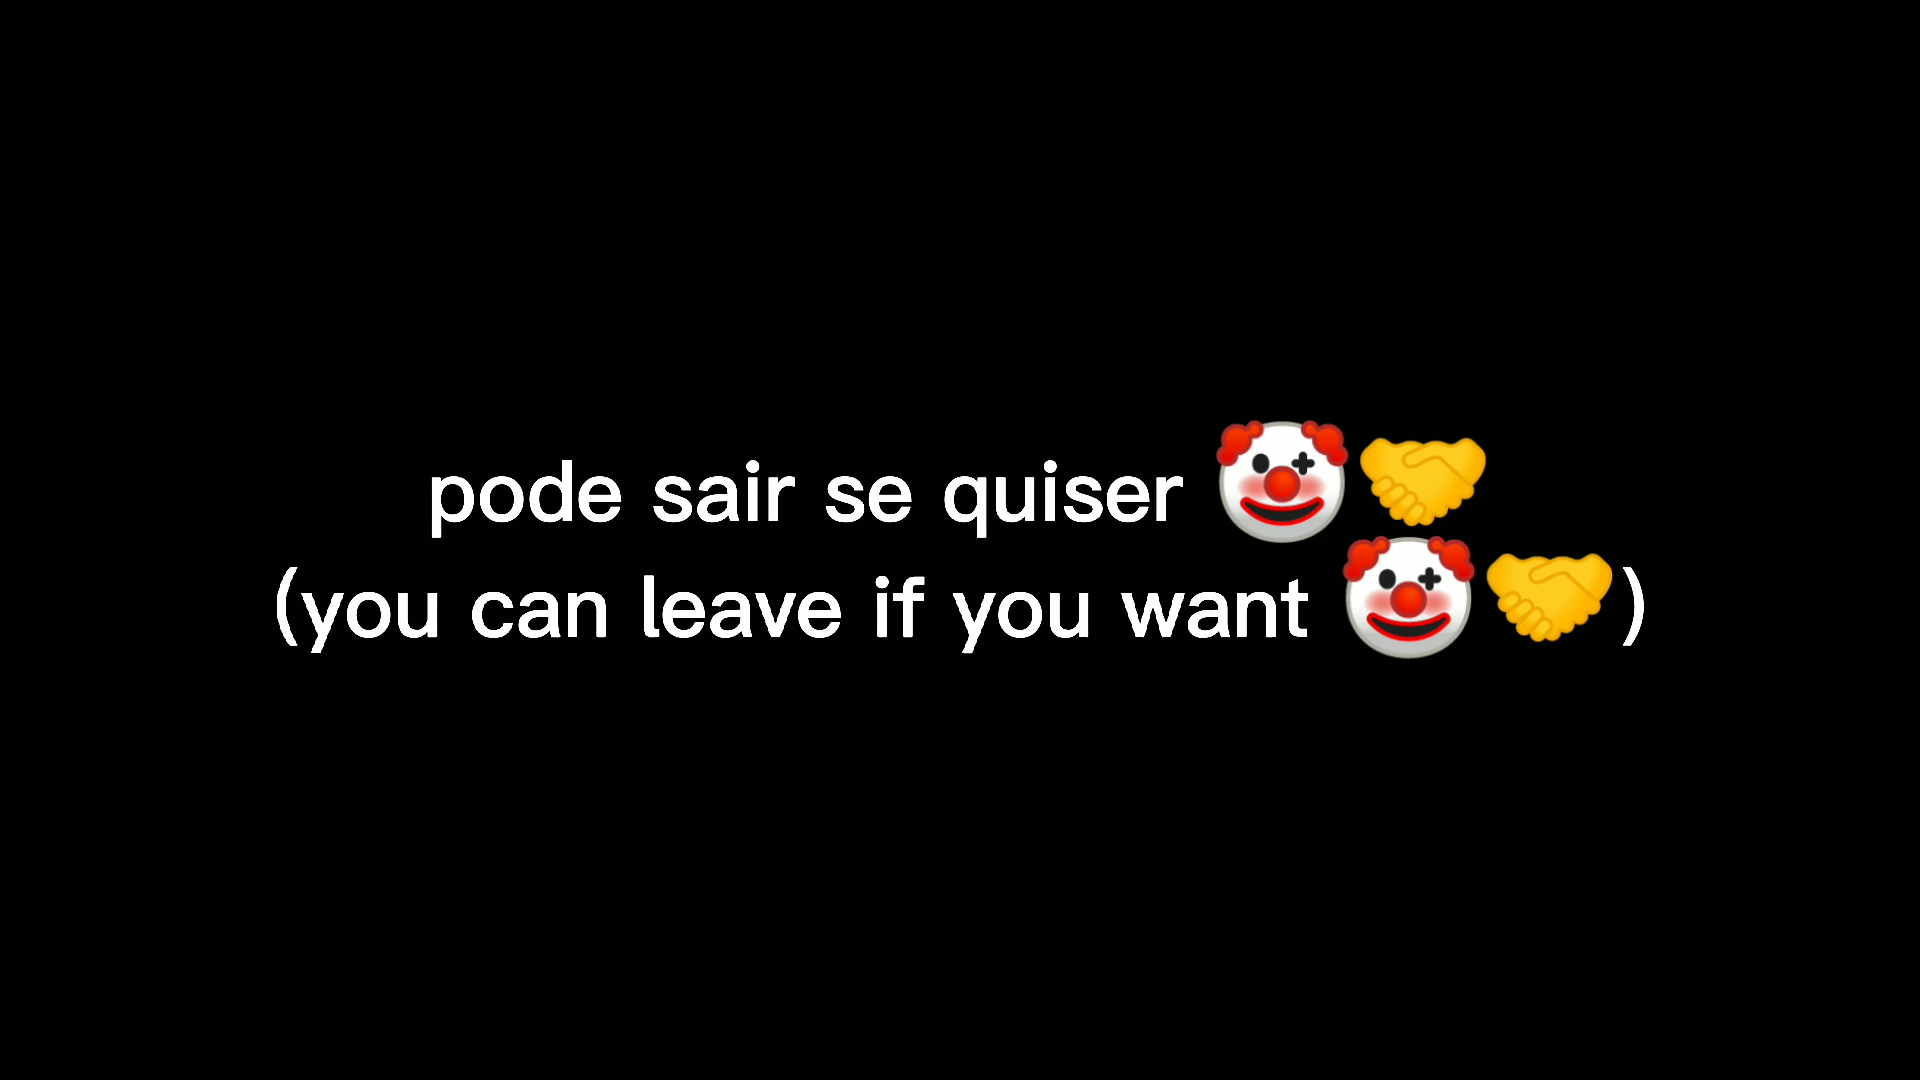 pode sair se quiser 🤡🤝
(you can leave if you want 🤡🤝)